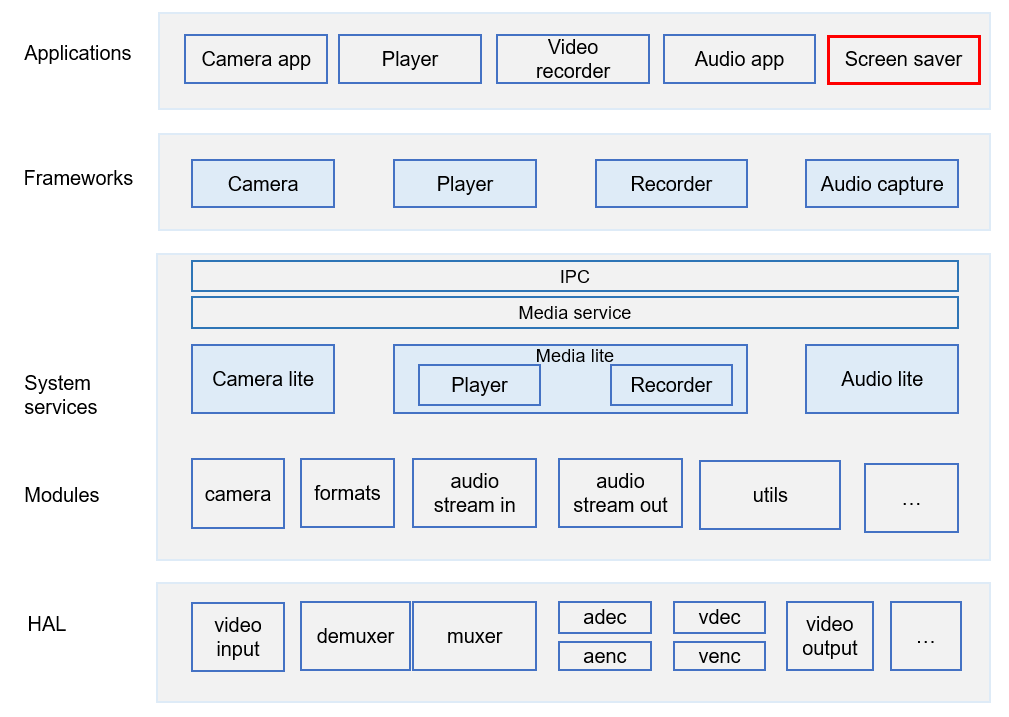 Applications
Camera app
Player
Video
recorder
Audio app
Screen saver
Frameworks
Camera
Player
Recorder
Audio capture
IPC
Media service
System
services
Camera lite
Media lite
Player
Recorder
Audio lite
Modules
camera
formats
audio
stream in
audio
stream out
utils
...
HAL
video
input
demuxer
muxer
adec
aenc
vdec
venc
video
output
...